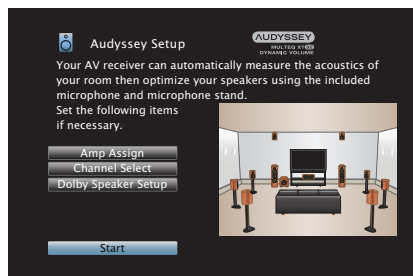 Audyssey Setup
AUDYSSEY
MULTEQ XT32
DYNAMIC VOLUME
Your AV receiver can automatically measure the acoustics of
your room then optimize your speakers using the included
microphone and microphone stand.
Set the following items
if necessary.
Amp Assign
Channel Select
Dolby Speaker Setup
Start